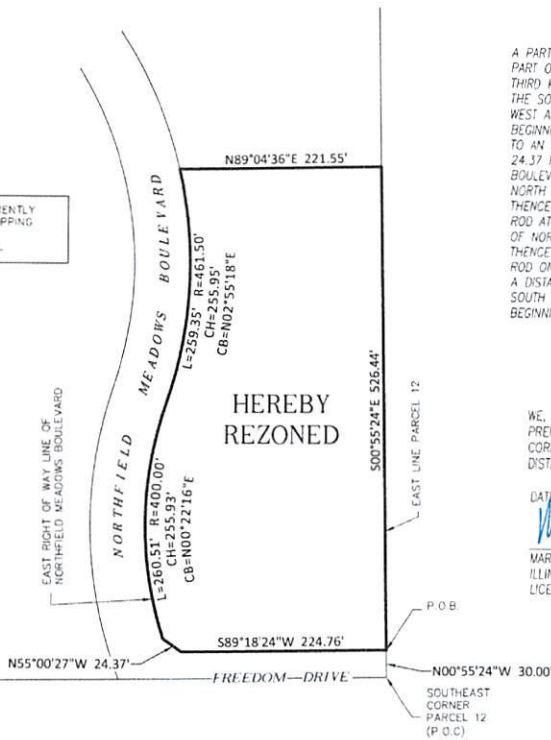 N89°04'36"E 221.55'
NORTHFIELD MEADOWS BOULEVARD
L=259.35' R=461.50'
CH=255.95'
CB=N02°55'18"E
HEREBY
REZONED
S00°55'24"E 526.44'
EAST LINE PARCEL 12
EAST RIGHT OF WAY LINE OF
NORTHFIELD MEADOWS BOULEVARD
L=260.51' R=400.00'
CH=255.93'
CB=N00°22'16"E
P.O.B.
S89°18'24"W 224.76'
N55°00'27"W 24.37'
N00°55'24"W 30.00'
FREEDOM DRIVE
SOUTHEAST
CORNER
PARCEL 12
(P.O.C)
A PART
PART O
THIRD
THE SO
WEST A
BEGINN
TO AN
24.37
BOULEV
NORTH
THENCE
ROD AT
OF NOR
THENCE
ROD ON
A DISTA
SOUTH
BEGINNI
WE,
PRE
COR
DIST
DAT
MAR
ILLIN
LICE